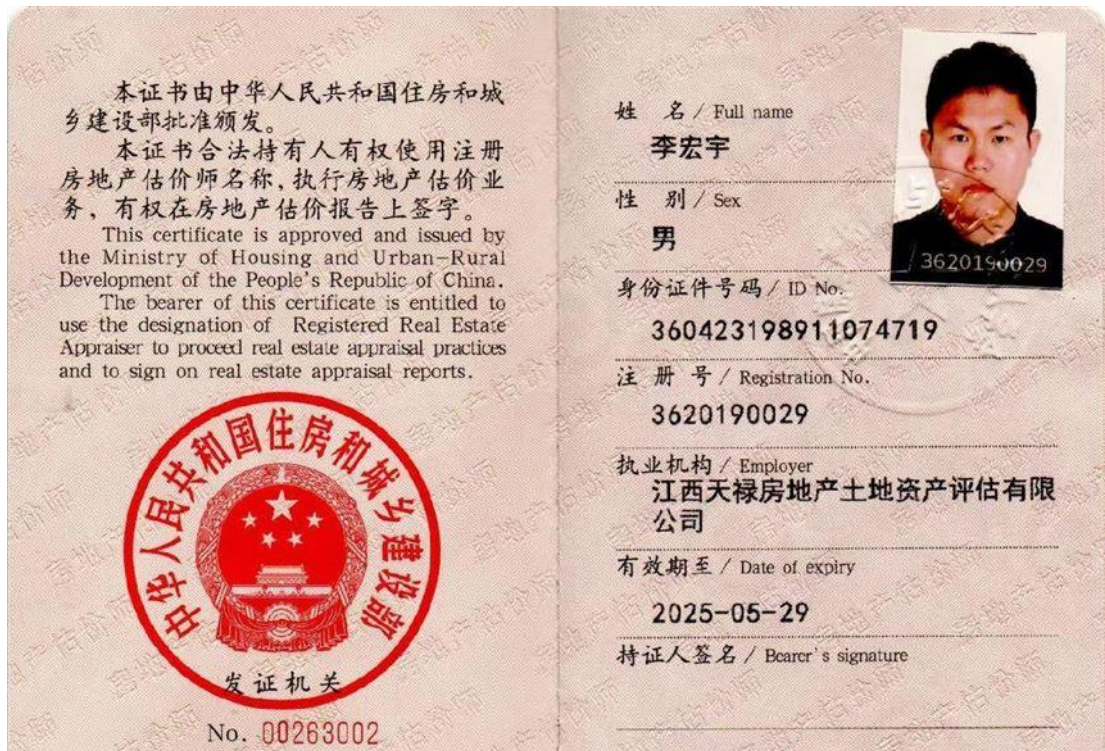 本证书由中华人民共和国住房和城
乡建设部批准颁发。
本证书合法持有人有权使用注册
房地产估价师名称，执行房地产估价业
务，有权在房地产估价报告上签字。
This certificate is approved and issued by
the Ministry of Housing and Urban-Rural
Development of the People's Republic of China.
The bearer of this certificate is entitled to
use the designation of Registered Real Estate
Appraiser to proceed real estate appraisal practices
and to sign on real estate appraisal reports.
中华人民共和国住房和城乡建设部
发证机关
No. 00263002
姓 名 / Full name
李宏宇
性 别 / Sex
男
3620190029
身份证件号码 / ID No.
360423198911074719
注 册 号 / Registration No.
3620190029
执业机构 / Employer
江西天禄房地产土地资产评估有限
公司
有效期至 / Date of expiry
2025-05-29
持证人签名 / Bearer's signature